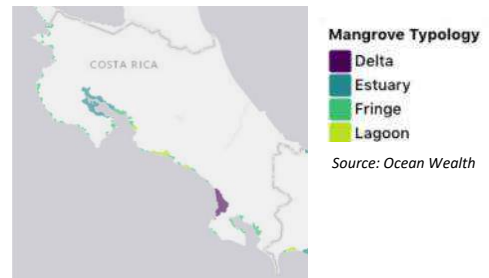 COSTA RICA
Mangrove Typology
Delta
Estuary
Fringe
Lagoon
Source: Ocean Wealth